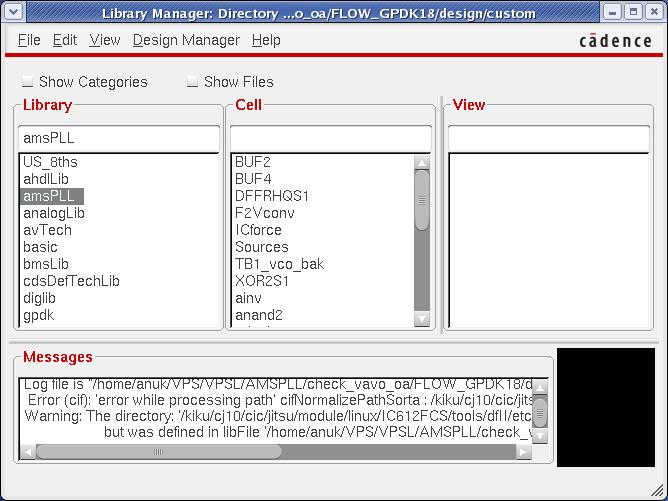 Library Manager: Directory ...o_oa/FLOW_GPDK18/design/custom
File Edit View Design Manager Help
cādence
Show Categories Show Files
Library
Cell
View
amsPLL
US_8ths
ahdlLib
amsPLL
analogLib
avTech
basic
bmsLib
cdsDefTechLib
diglib
gpdk
BUF2
BUF4
DFFRHQS1
F2Vconv
ICforce
Sources
TB1_vco_bak
XOR2S1
ainv
anand2
Messages
Log file is "/home/anuk/VPS/VPSL/AMSPLL/check_vavo_oa/FLOW_GPDK18/d
Error (cif): 'error while processing path' cifNormalizePathSorta : /kiku/cj10/cic/jits
Warning: The directory: '/kiku/cj10/cic/jitsu/module/linux/IC612FCS/tools/dfII/etc
but was defined in libFile '/home/anuk/VPS/VPSL/AMSPLL/check_v